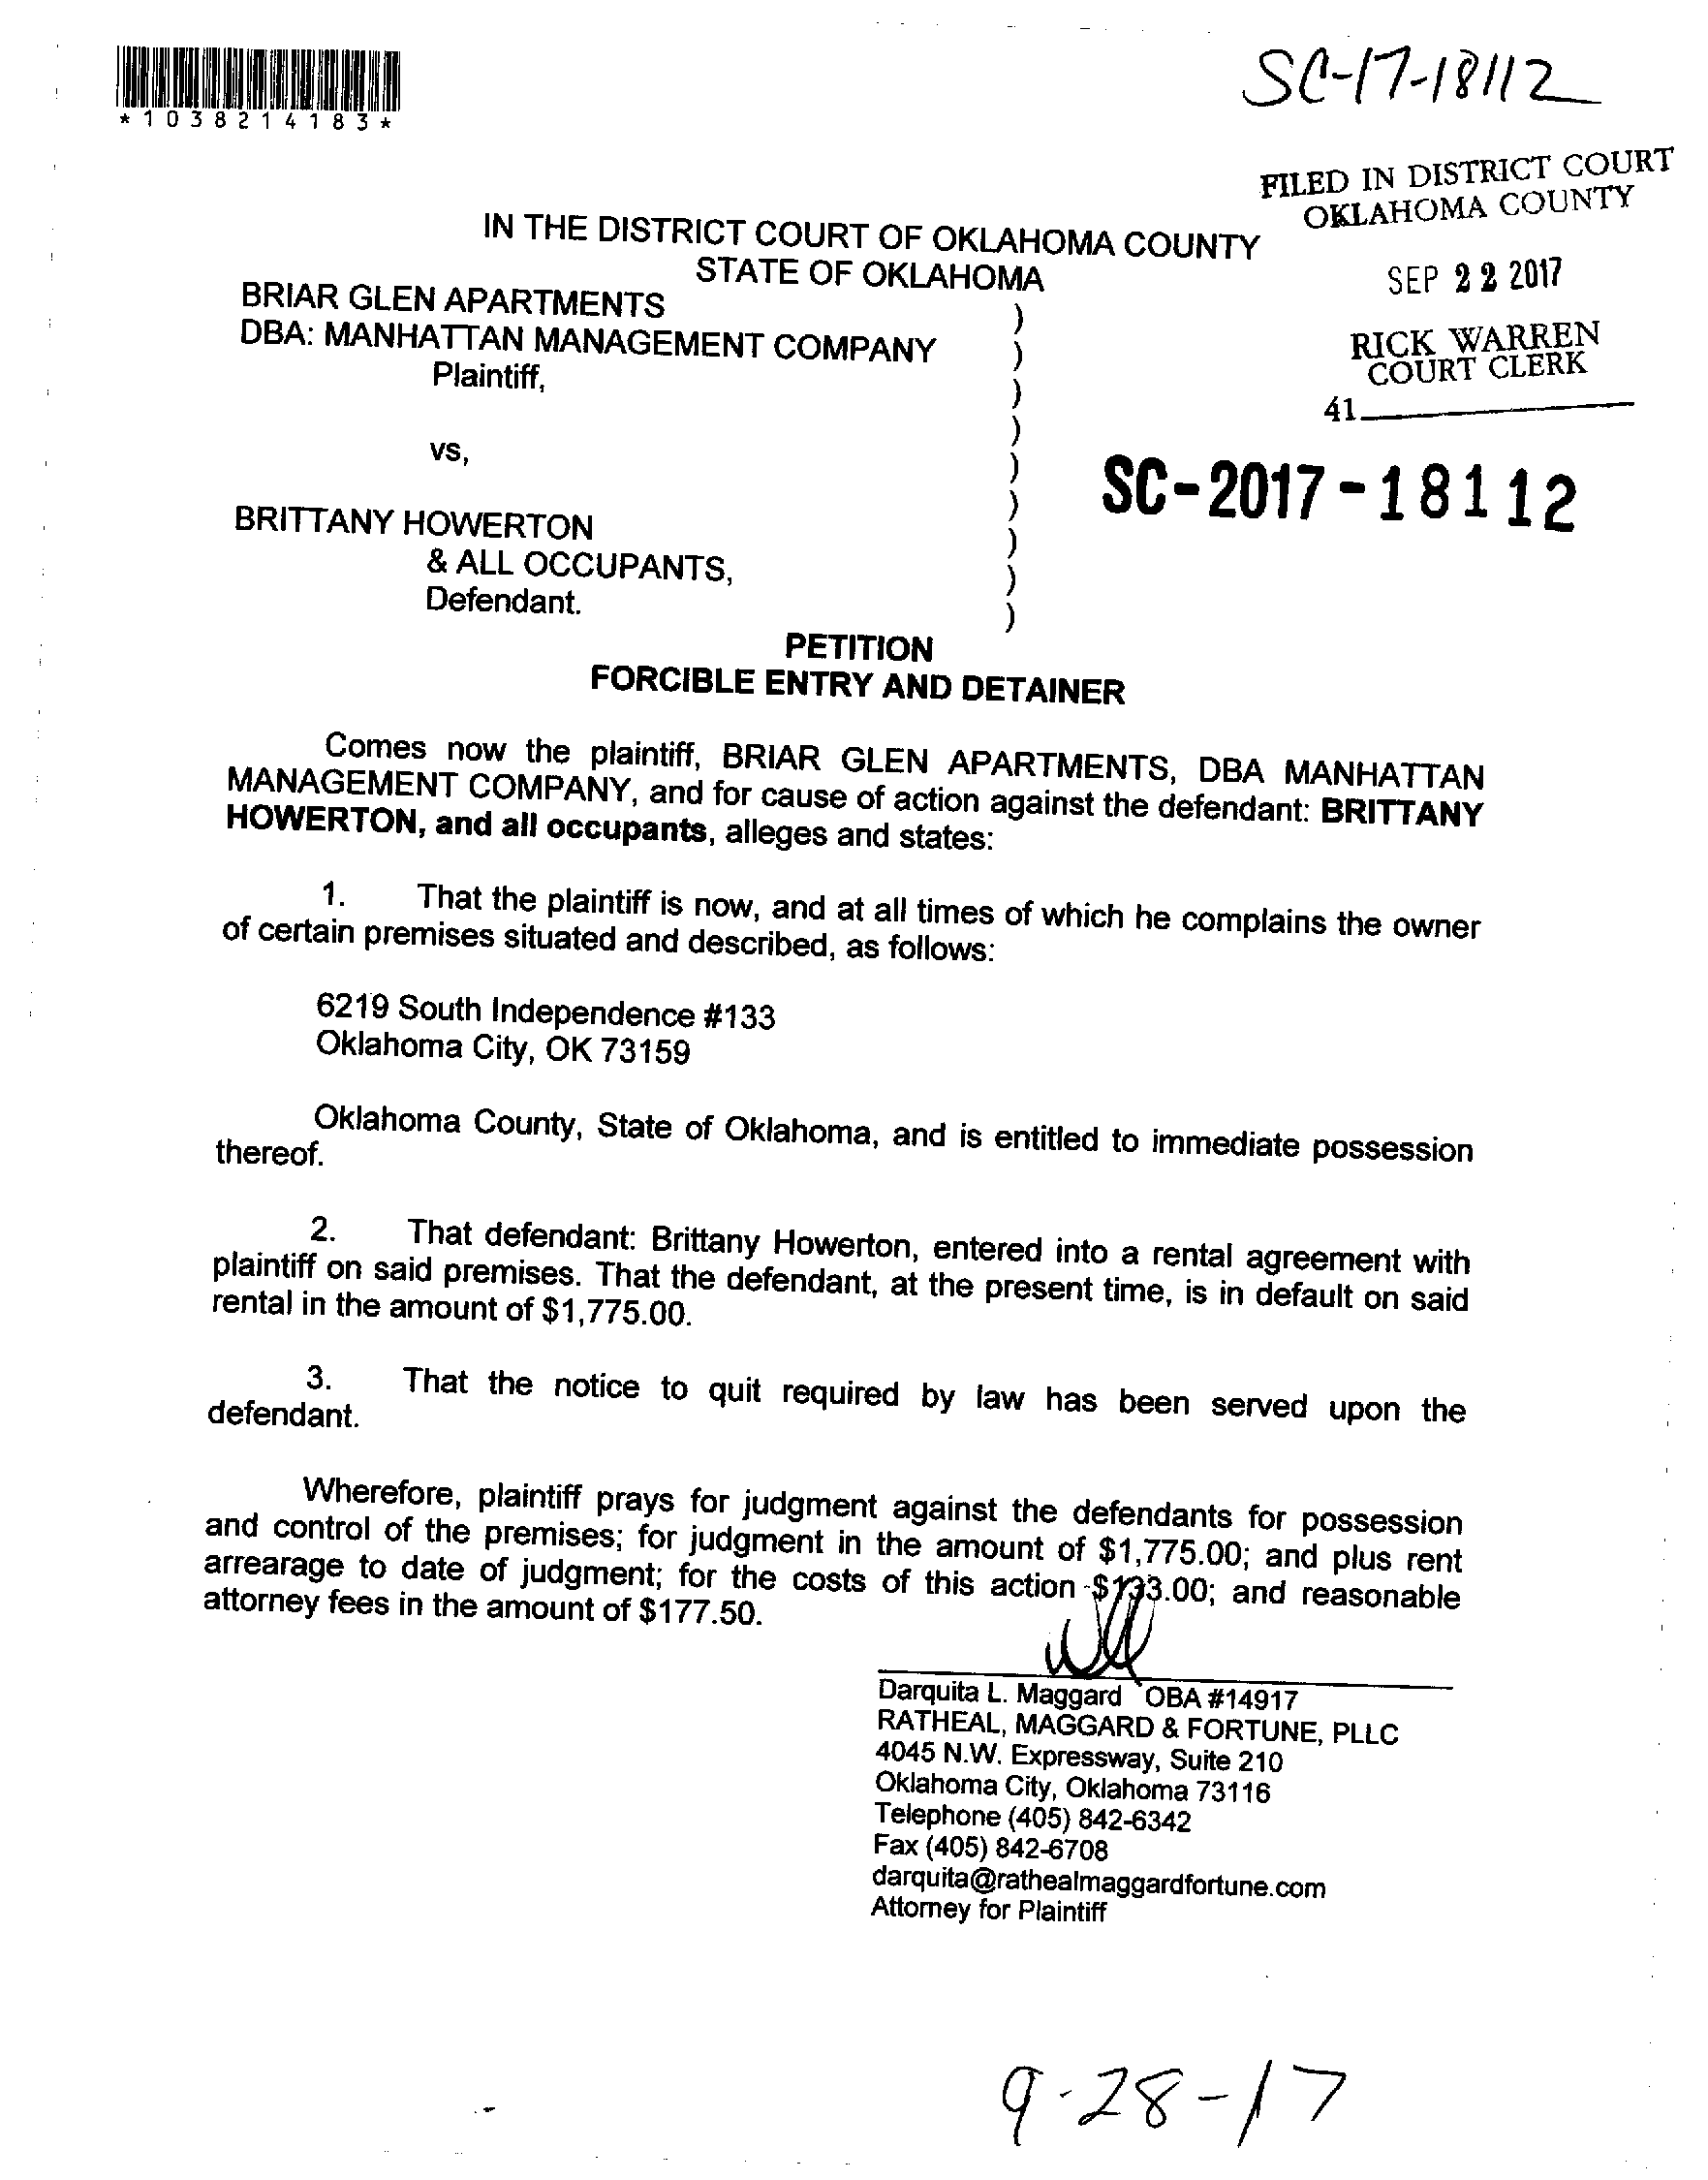 SC-17-18112
*1038214183*
FILED IN DISTRICT COURT
OKLAHOMA COUNTY
IN THE DISTRICT COURT OF OKLAHOMA COUNTY
STATE OF OKLAHOMA
SEP 22 2017
RICK WARREN
COURT CLERK
41
BRIAR GLEN APARTMENTS )
DBA: MANHATTAN MANAGEMENT COMPANY )
Plaintiff, )
)
vs, )
)
BRITTANY HOWERTON )
& ALL OCCUPANTS, )
Defendant. )
SC-2017-18112
PETITION
FORCIBLE ENTRY AND DETAINER
Comes now the plaintiff, BRIAR GLEN APARTMENTS, DBA MANHATTAN
MANAGEMENT COMPANY, and for cause of action against the defendant: BRITTANY
HOWERTON, and all occupants, alleges and states:
1. That the plaintiff is now, and at all times of which he complains the owner
of certain premises situated and described, as follows:
6219 South Independence #133
Oklahoma City, OK 73159
Oklahoma County, State of Oklahoma, and is entitled to immediate possession
thereof.
2. That defendant: Brittany Howerton, entered into a rental agreement with
plaintiff on said premises. That the defendant, at the present time, is in default on said
rental in the amount of $1,775.00.
3. That the notice to quit required by law has been served upon the
defendant.
Wherefore, plaintiff prays for judgment against the defendants for possession
and control of the premises; for judgment in the amount of $1,775.00; and plus rent
arrearage to date of judgment; for the costs of this action $133.00; and reasonable
attorney fees in the amount of $177.50.
Darquita L. Maggard OBA #14917
RATHEAL, MAGGARD & FORTUNE, PLLC
4045 N.W. Expressway, Suite 210
Oklahoma City, Oklahoma 73116
Telephone (405) 842-6342
Fax (405) 842-6708
darquita@rathealmaggardfortune.com
Attorney for Plaintiff
9-28-17